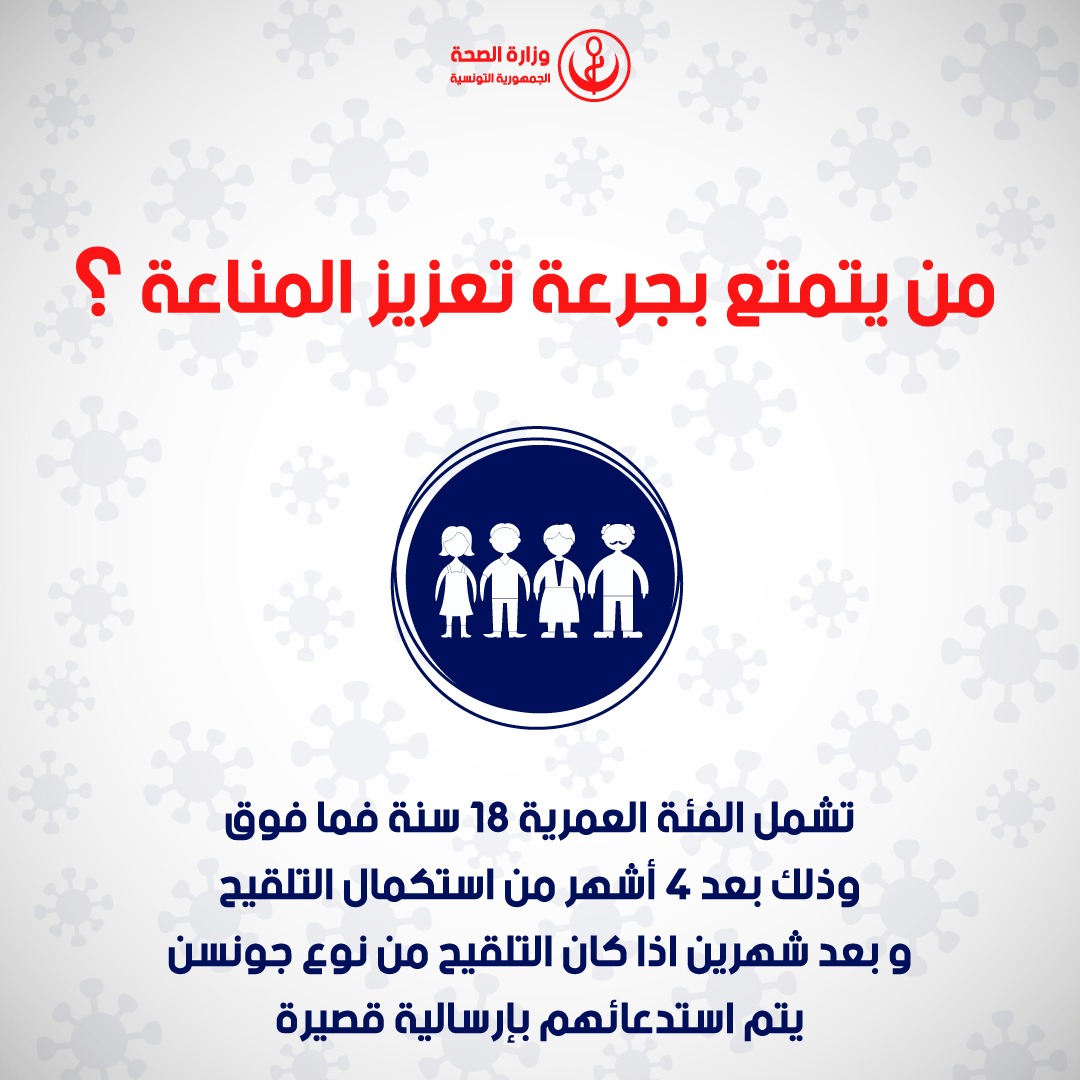 وزارة الصحة
الجمهورية التونسية
من يتمتع بجرعة تعزيز المناعة ؟
تشمل الفئة العمرية 18 سنة فما فوق
وذلك بعد 4 أشهر من استكمال التلقيح
و بعد شهرين اذا كان التلقيح من نوع جونسن
يتم استدعائهم بإرسالية قصيرة